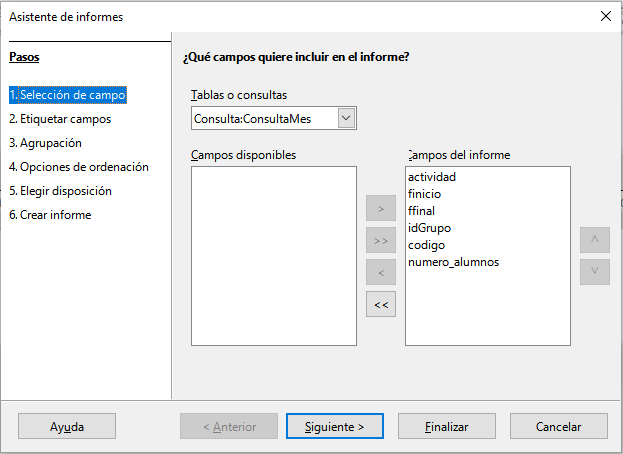 Asistente de informes
Pasos
¿Qué campos quiere incluir en el informe?
1. Selección de campo
2. Etiquetar campos
3. Agrupación
4. Opciones de ordenación
5. Elegir disposición
6. Crear informe
Tablas o consultas
Consulta:ConsultaMes
Campos disponibles
Campos del informe
actividad
finicio
ffinal
idGrupo
codigo
numero_alumnos
>
>>
<
<<
^
v
Ayuda
< Anterior
Siguiente >
Finalizar
Cancelar